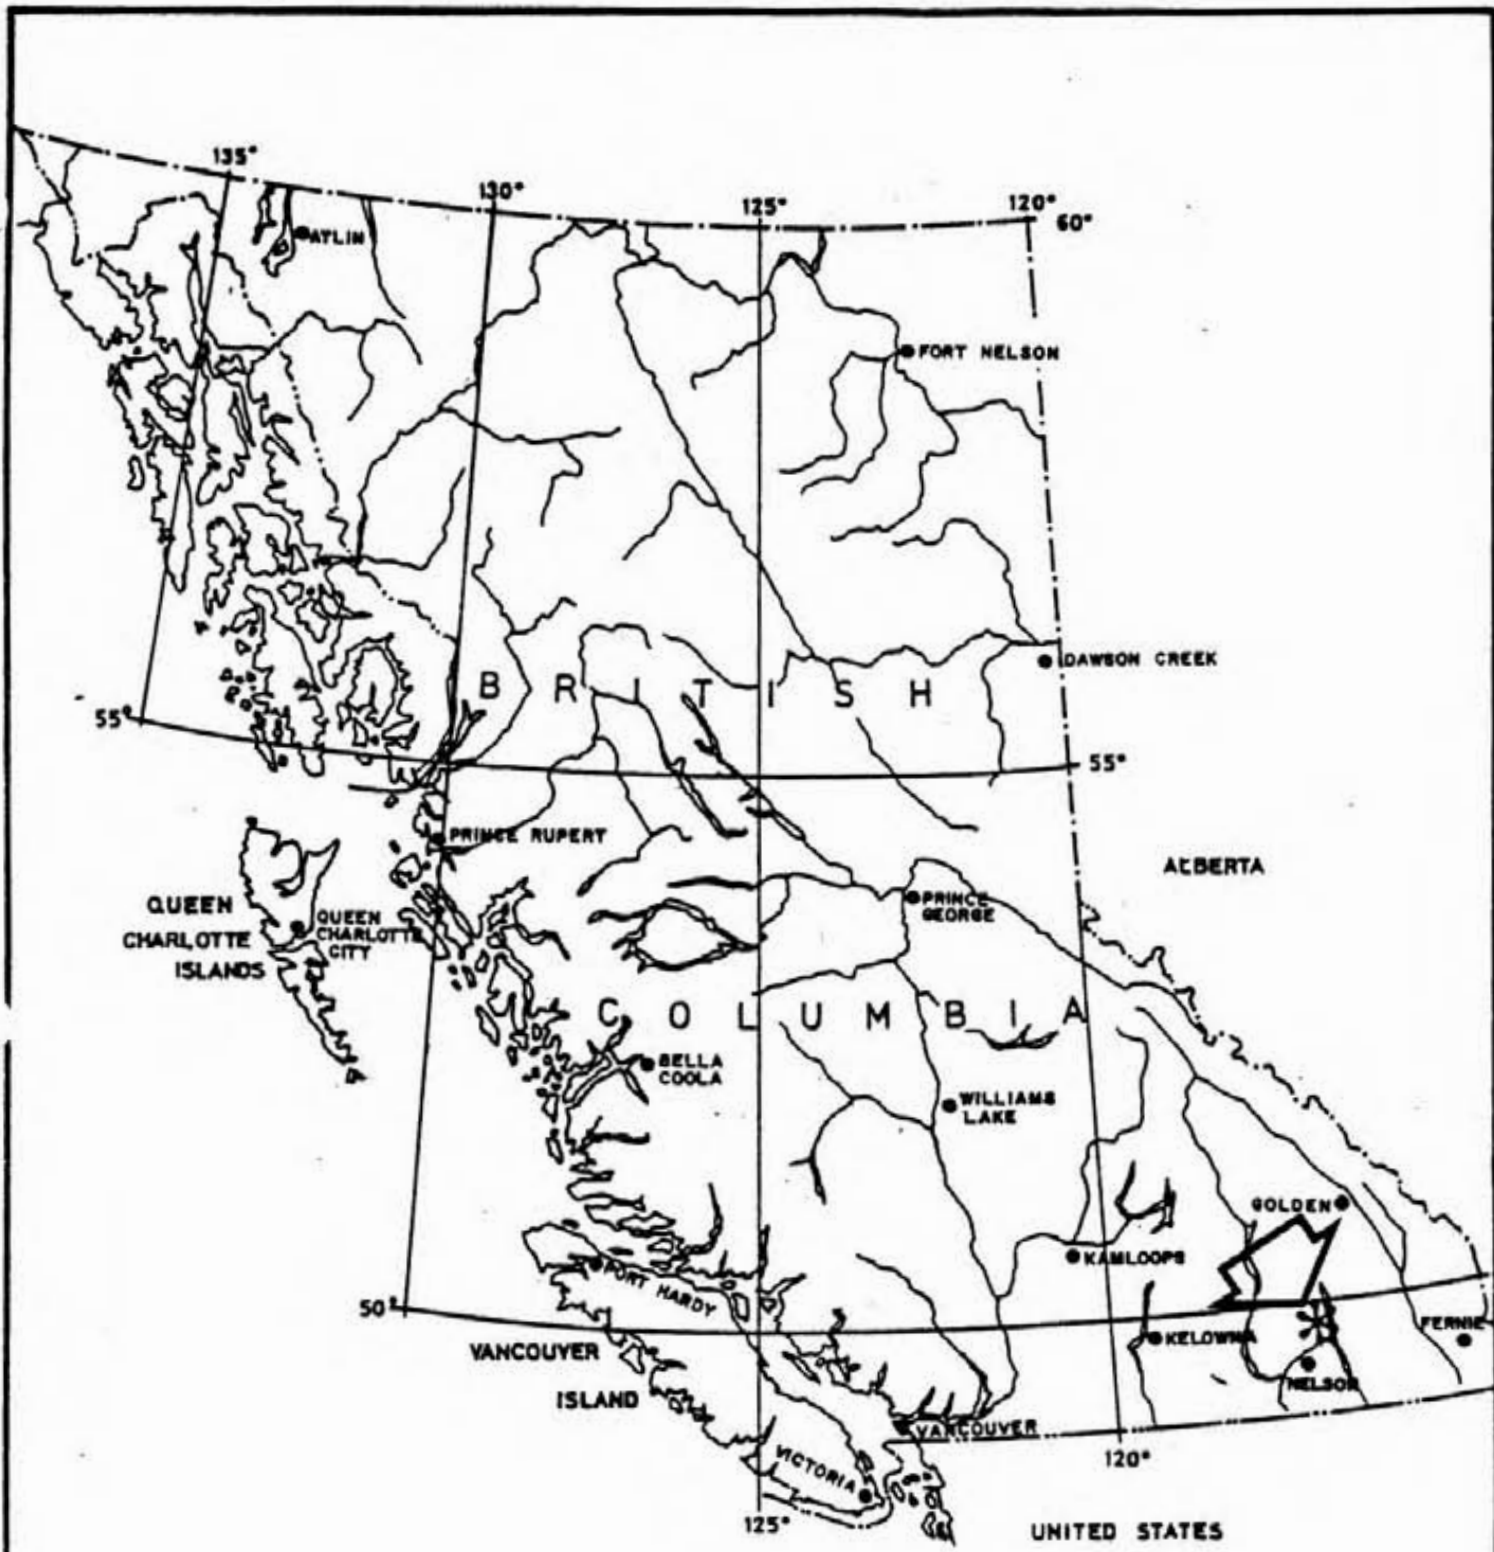 135°
130°
125°
120°
60°
ATLIN
FORT NELSON
DAWSON CREEK
BRITISH
55°
55°
PRINCE RUPERT
ALBERTA
PRINCE
GEORGE
QUEEN
CHARLOTTE
ISLANDS
QUEEN
CHARLOTTE
CITY
COLUMBIA
BELLA
COOLA
WILLIAMS
LAKE
GOLDEN
KAMLOOPS
PORT HARDY
50°
FERNIE
KELOWNA
NELSON
VANCOUVER
ISLAND
VANCOUVER
120°
VICTORIA
125°
UNITED STATES